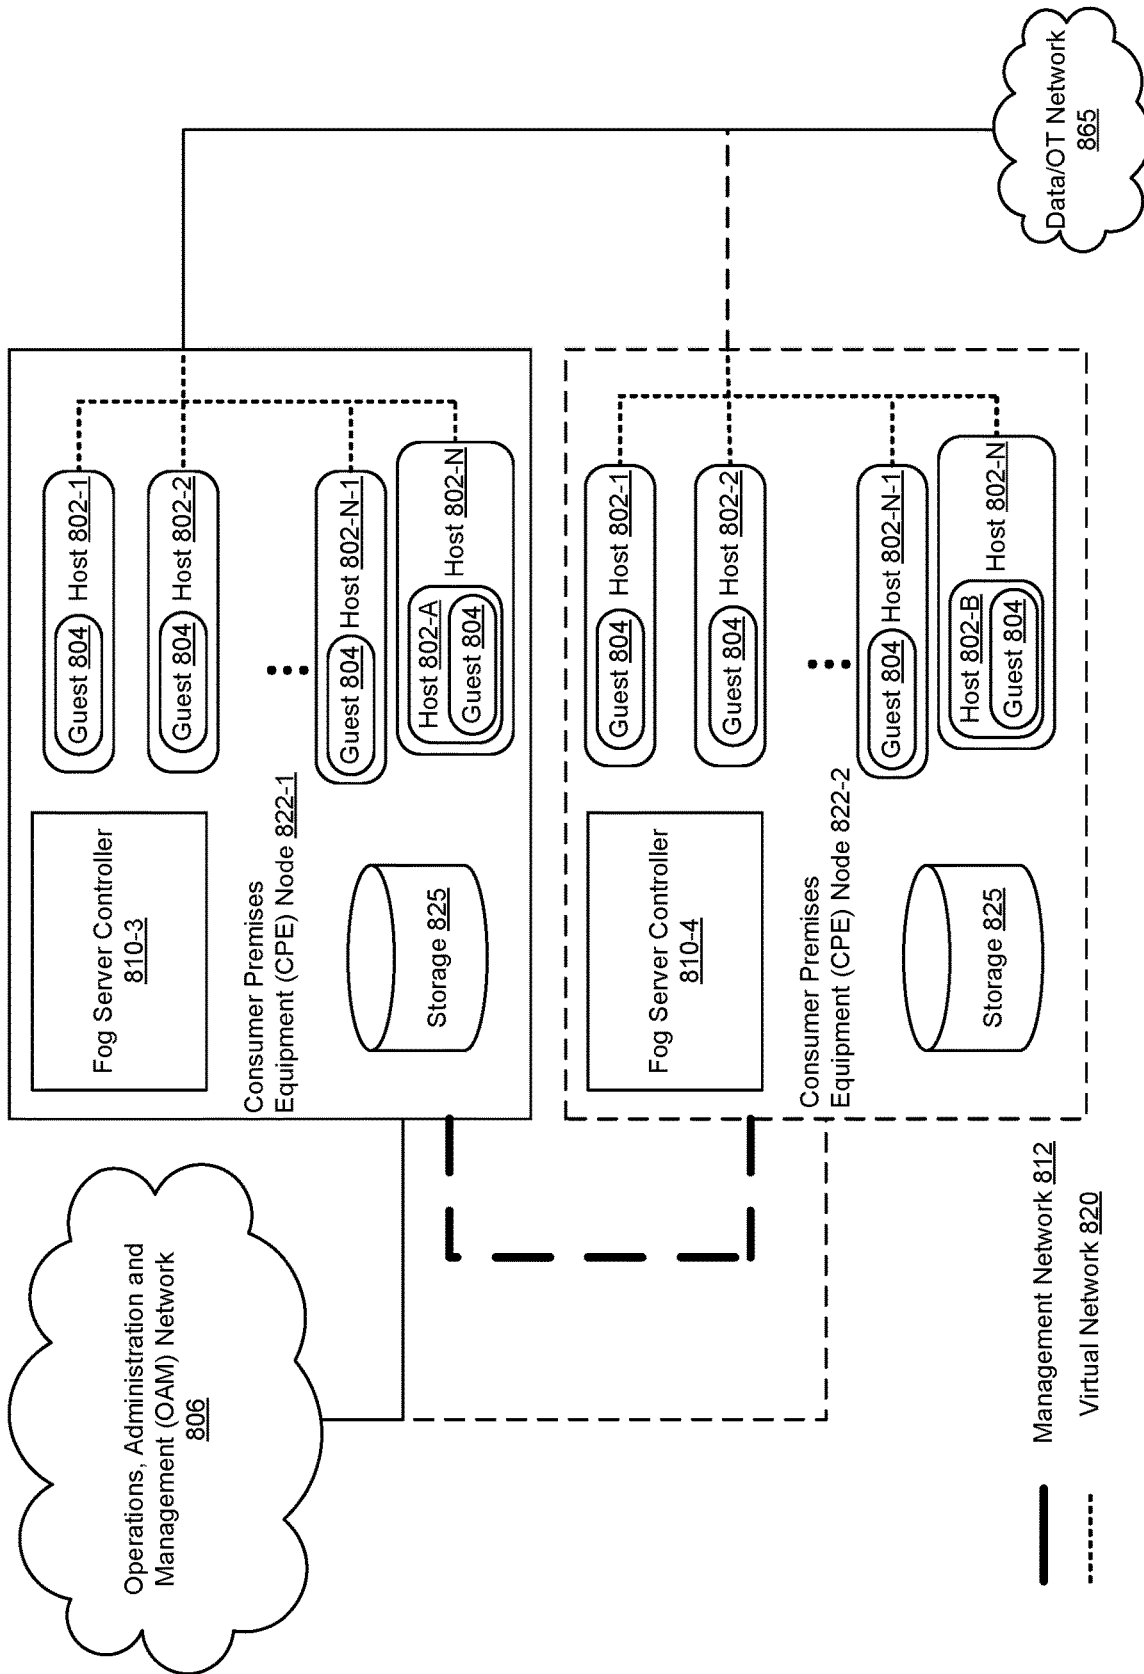 Operations, Administration and
Management (OAM) Network
806
Fog Server Controller
810-3
Consumer Premises
Equipment (CPE) Node 822-1
Storage 825
Guest 804
Host 802-1
Guest 804
Host 802-2
Guest 804
Host 802-N-1
Host 802-A
Guest 804
Host 802-N
Fog Server Controller
810-4
Consumer Premises
Equipment (CPE) Node 822-2
Storage 825
Guest 804
Host 802-1
Guest 804
Host 802-2
Guest 804
Host 802-N-1
Host 802-B
Guest 804
Host 802-N
Data/OT Network
865
Management Network 812
Virtual Network 820